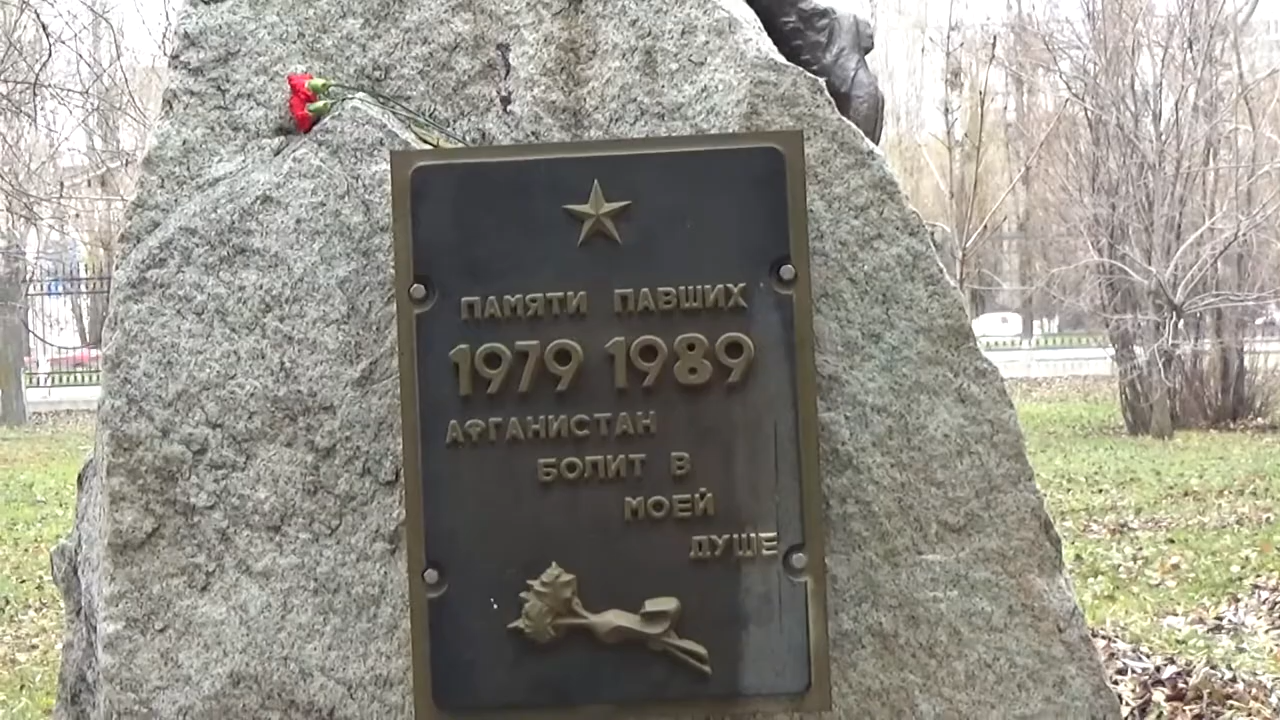 ПАМЯТИ ПАВШИХ
1979 1989
АФГАНИСТАН
БОЛИТ В
МОЕЙ
ДУШЕ